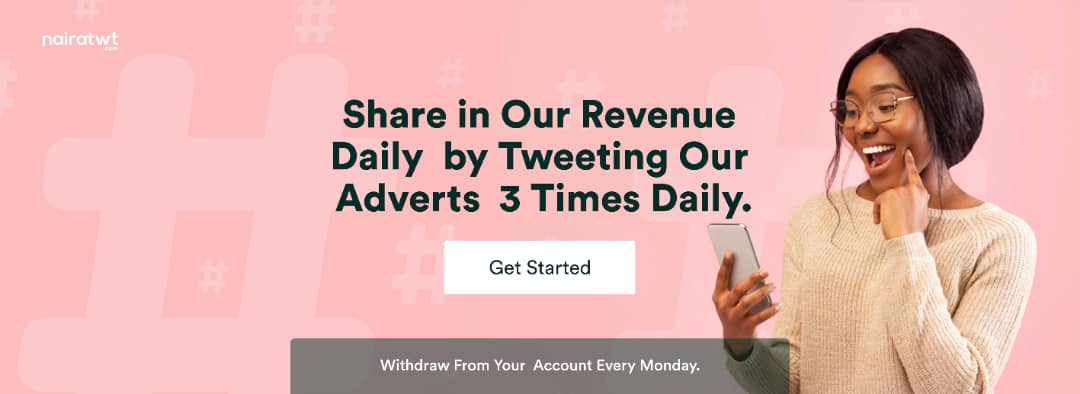 nairatwt
.com
Share in Our Revenue
Daily by Tweeting Our
Adverts 3 Times Daily.
Get Started
Withdraw From Your Account Every Monday.